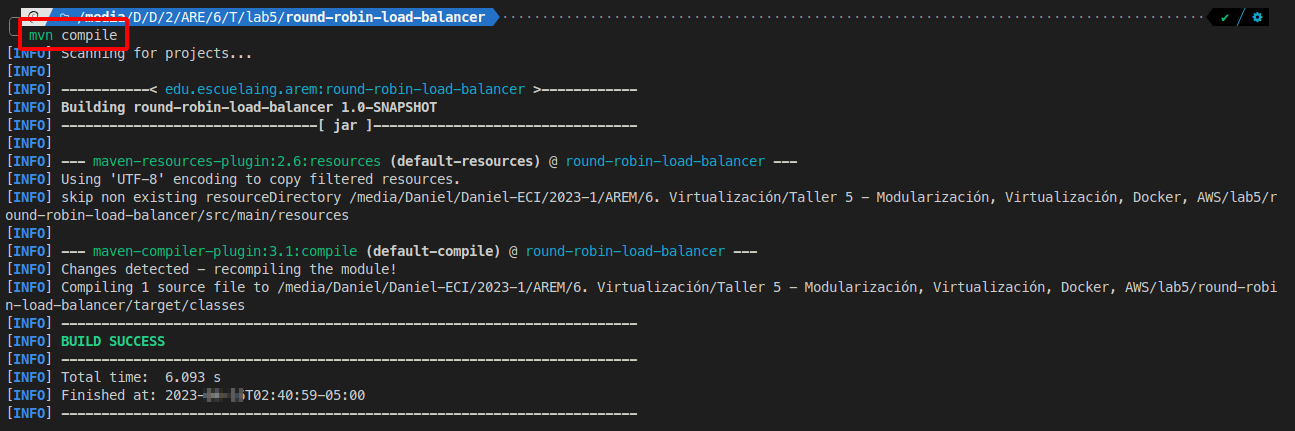 /media/D/D/2/ARE/6/T/lab5/round-robin-load-balancer
mvn compile
[INFO] Scanning for projects...
[INFO]
[INFO] -----------< edu.escuelaing.arem:round-robin-load-balancer >------------
[INFO] Building round-robin-load-balancer 1.0-SNAPSHOT
[INFO] --------------------------------[ jar ]---------------------------------
[INFO]
[INFO] --- maven-resources-plugin:2.6:resources (default-resources) @ round-robin-load-balancer ---
[INFO] Using 'UTF-8' encoding to copy filtered resources.
[INFO] skip non existing resourceDirectory /media/Daniel/Daniel-ECI/2023-1/AREM/6. Virtualización/Taller 5 - Modularización, Virtualización, Docker, AWS/lab5/r
ound-robin-load-balancer/src/main/resources
[INFO]
[INFO] --- maven-compiler-plugin:3.1:compile (default-compile) @ round-robin-load-balancer ---
[INFO] Changes detected - recompiling the module!
[INFO] Compiling 1 source file to /media/Daniel/Daniel-ECI/2023-1/AREM/6. Virtualización/Taller 5 - Modularización, Virtualización, Docker, AWS/lab5/round-robi
n-load-balancer/target/classes
[INFO] ------------------------------------------------------------------------
[INFO] BUILD SUCCESS
[INFO] ------------------------------------------------------------------------
[INFO] Total time:  6.093 s
[INFO] Finished at: 2023-T02:40:59-05:00
[INFO] ------------------------------------------------------------------------